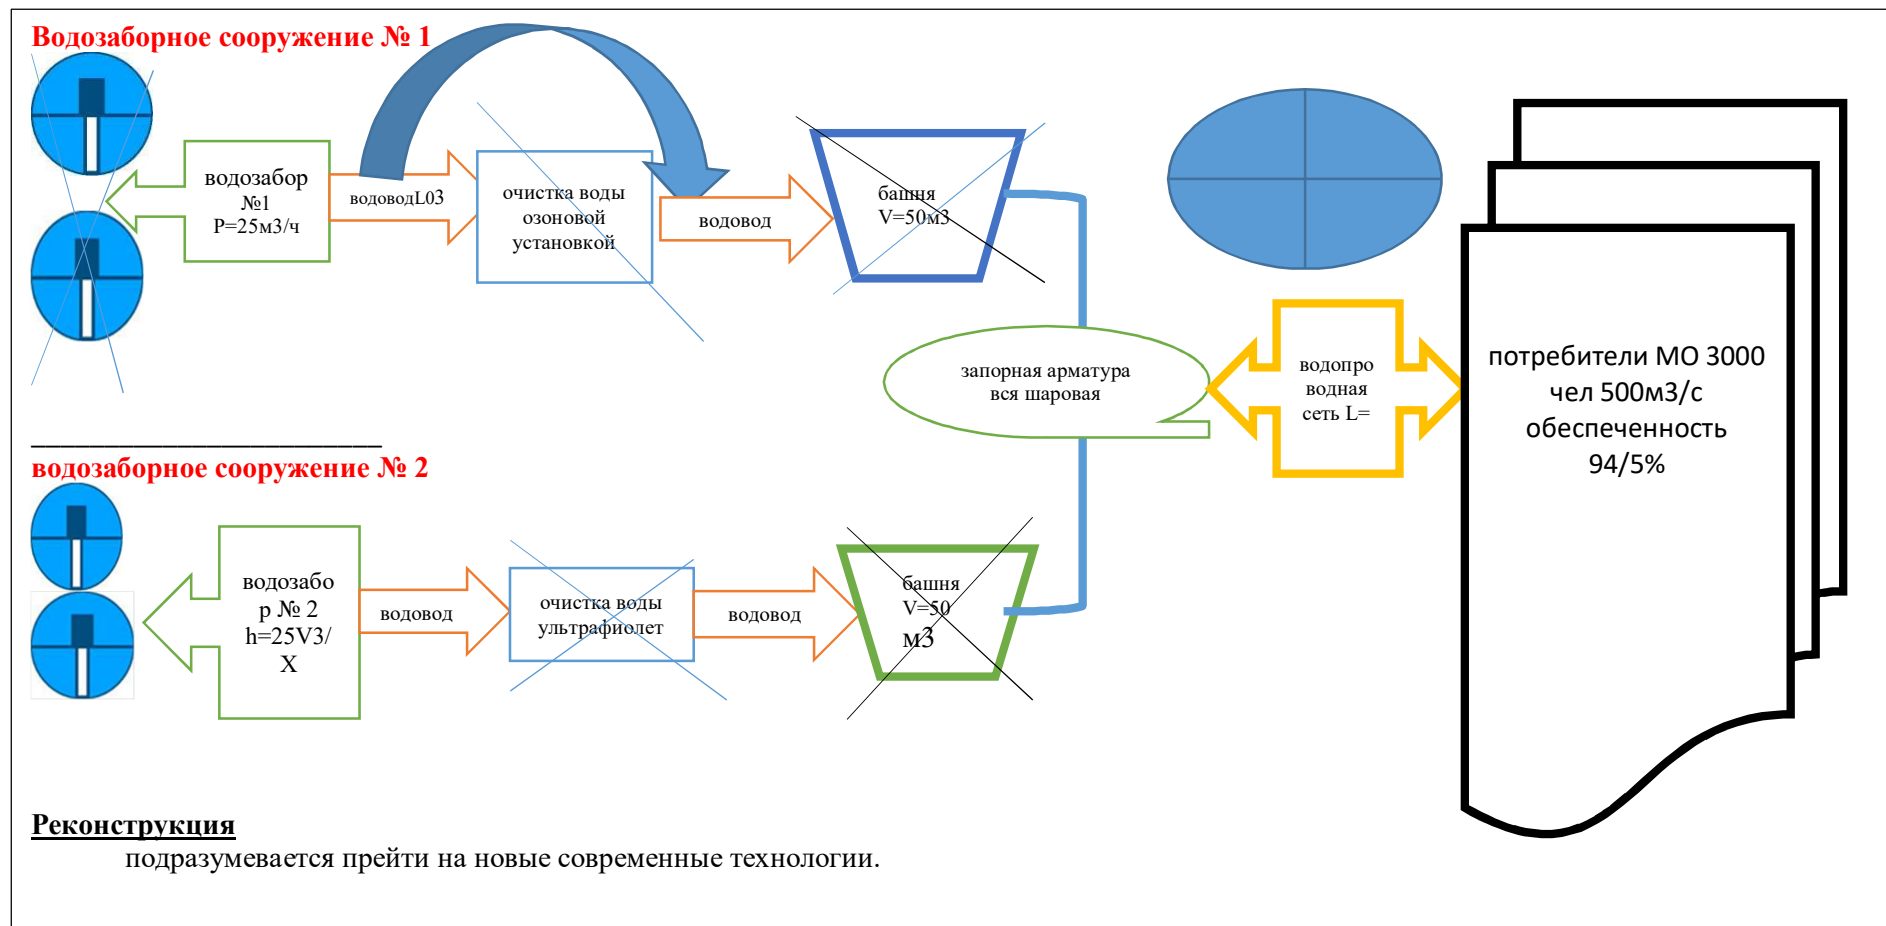 Водозаборное сооружение № 1
водозабор
№1
Р=25м3/ч
водоводL03
очистка воды
озоновой
установкой
водовод
башня
V=50м3
запорная арматура
вся шаровая
водопро
водная
сеть L=
потребители МО 3000
чел 500м3/с
обеспеченность
94/5%
водозаборное сооружение № 2
водозабо
р № 2
h=25V3/
Х
водовод
очистка воды
ультрафиолет
водовод
башня
V=50
м3
Реконструкция
подразумевается прейти на новые современные технологии.